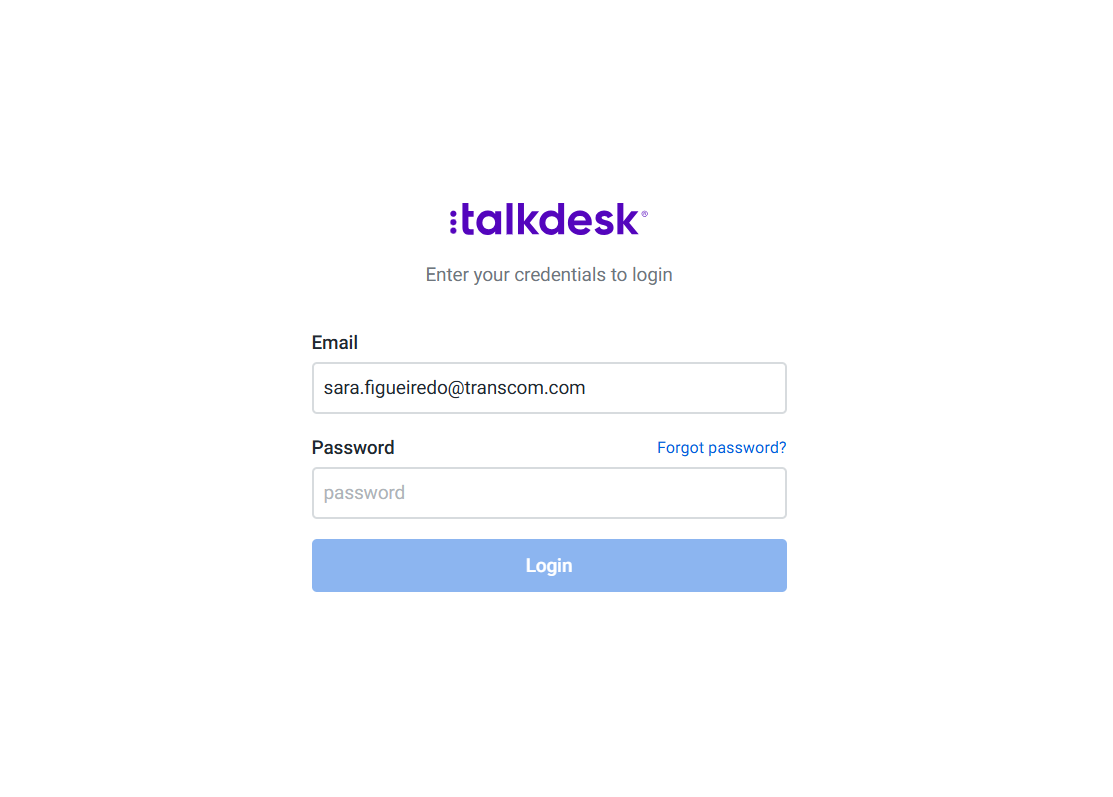 talkdesk®
Enter your credentials to login
Email
sara.figueiredo@transcom.com
Password Forgot password?
password
Login